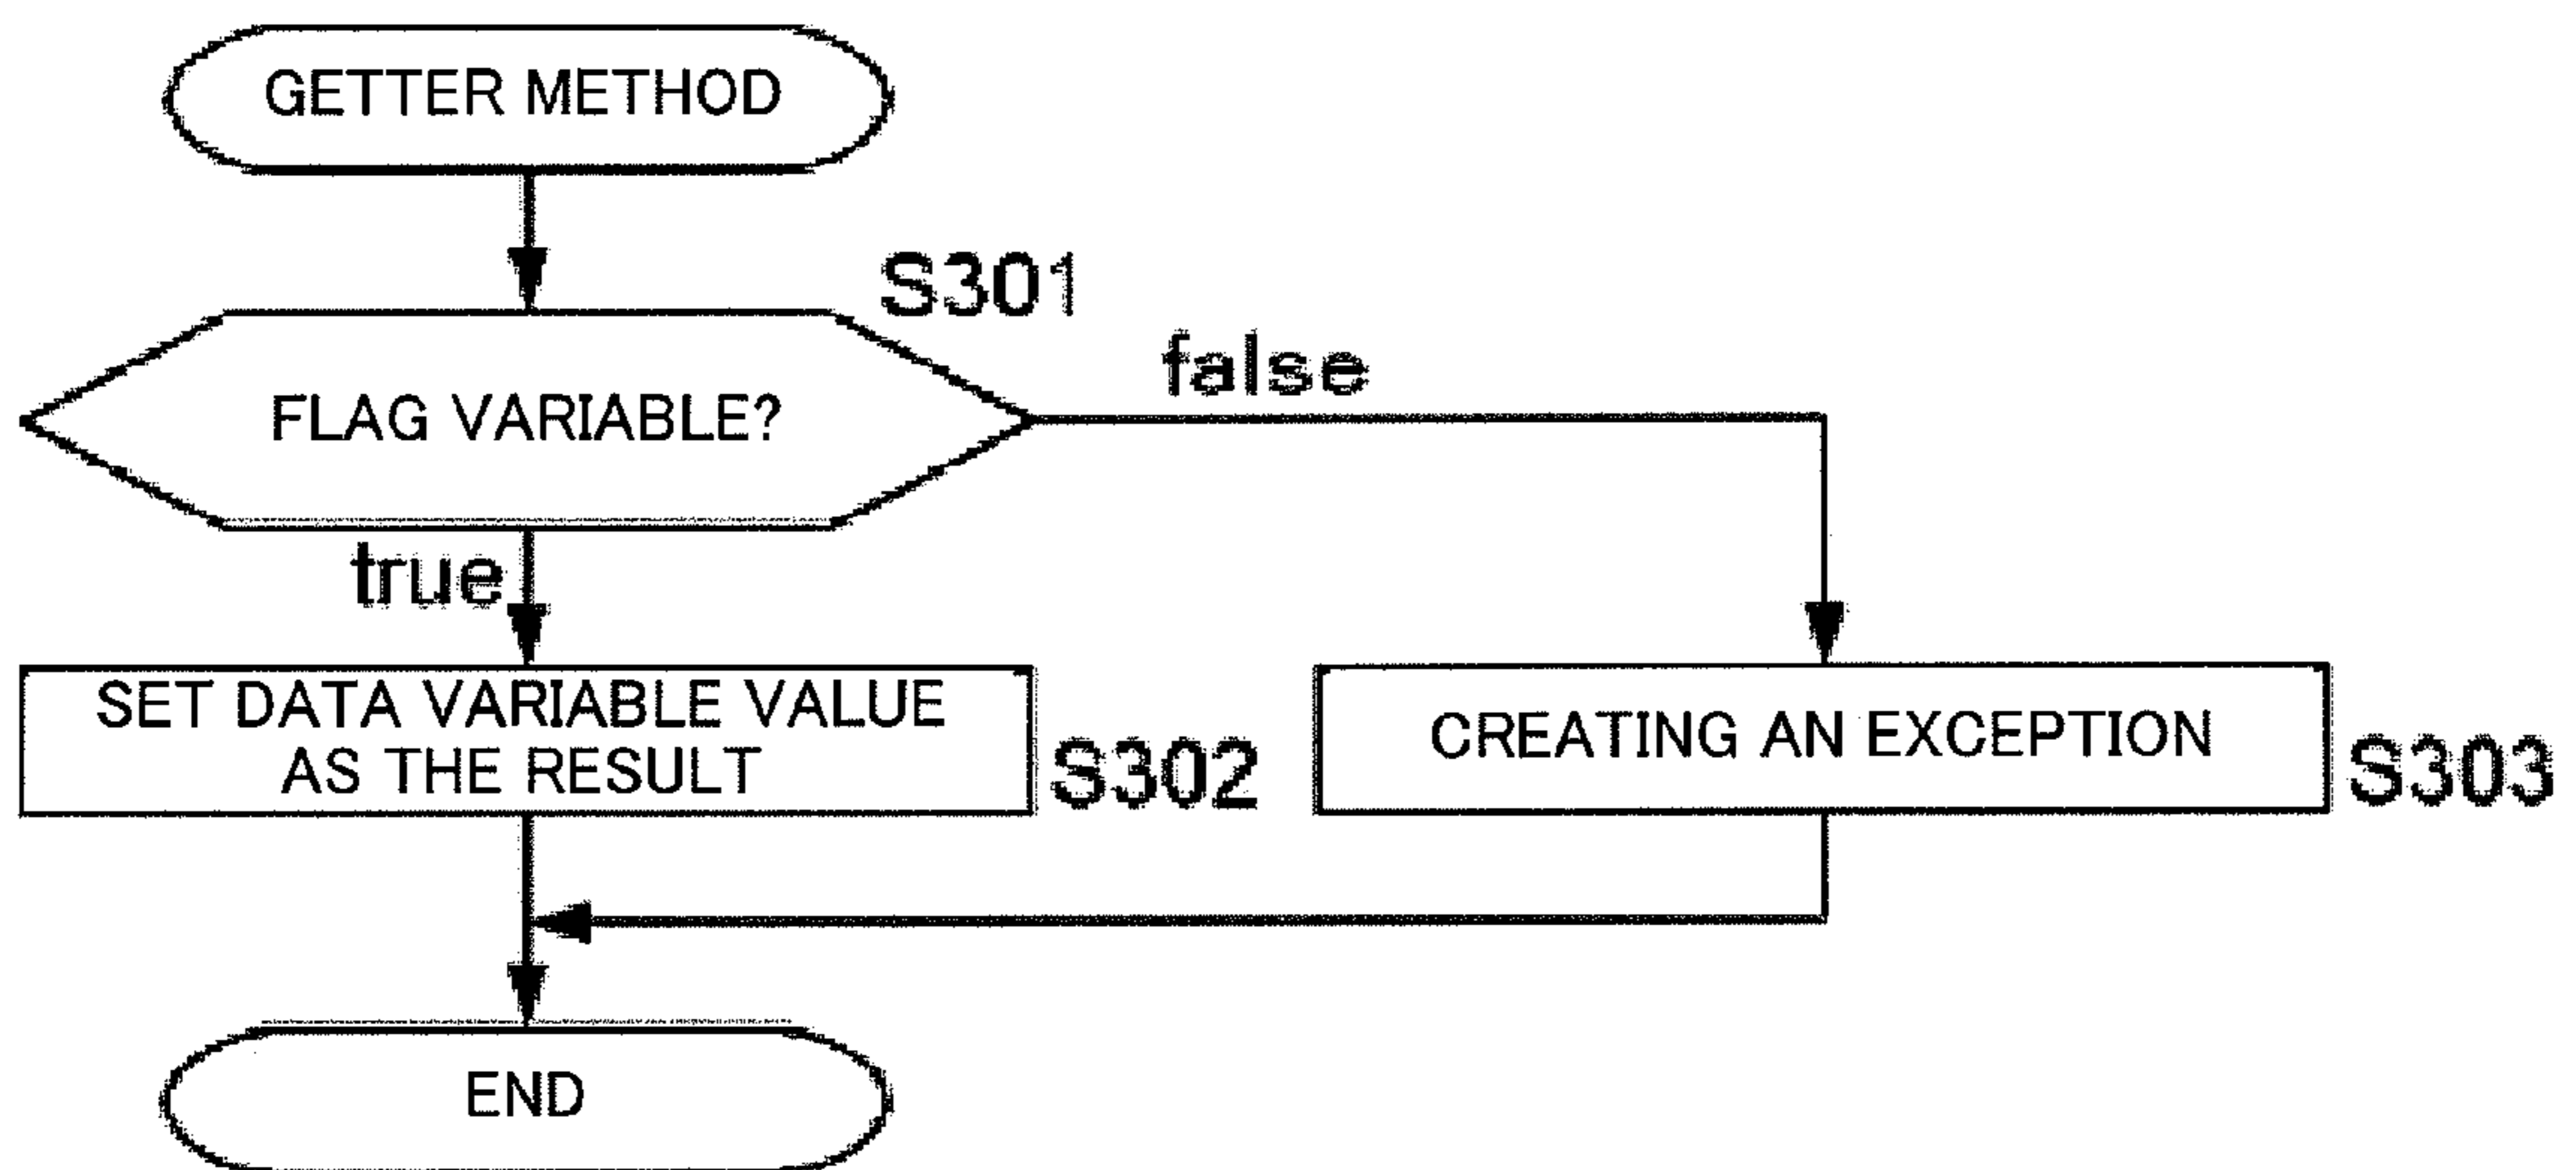 GETTER METHOD
S301
FLAG VARIABLE?
false
true
SET DATA VARIABLE VALUE
AS THE RESULT
S302
CREATING AN EXCEPTION
S303
END